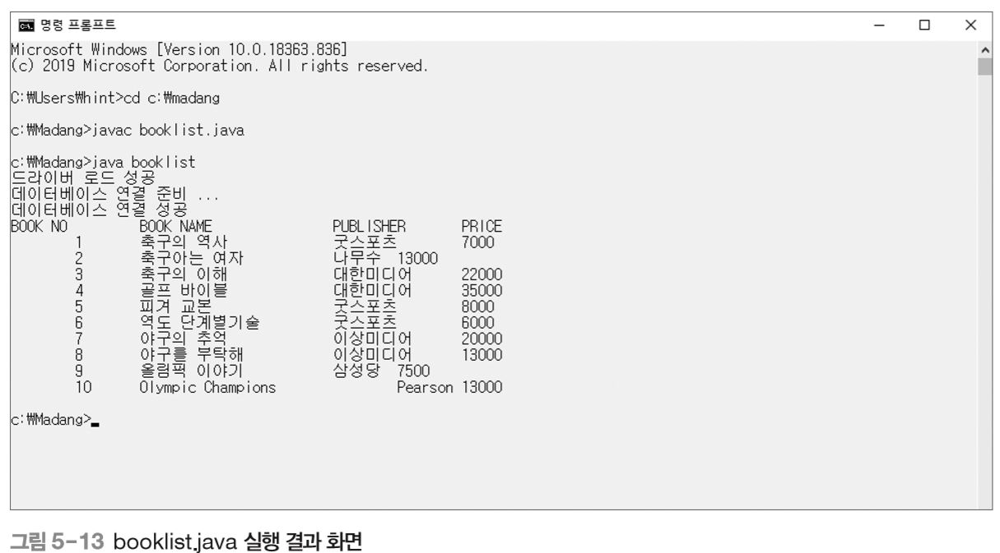 명령 프롬프트
Microsoft Windows [Version 10.0.18363.836]
(c) 2019 Microsoft Corporation. All rights reserved.
C:₩Users₩hint>cd c:₩madang
c:₩Madang>javac booklist.java
c:₩Madang>java booklist
드라이버 로드 성공
데이터베이스 연결 준비 ...
데이터베이스 연결 성공
BOOK NO BOOK NAME PUBLISHER PRICE
1 축구의 역사 굿스포츠 7000
2 축구아는 여자 나무수 13000
3 축구의 이해 대한미디어 22000
4 골프 바이블 대한미디어 35000
5 피겨 교본 굿스포츠 8000
6 역도 단계별기술 굿스포츠 6000
7 야구의 추억 이상미디어 20000
8 야구를 부탁해 이상미디어 13000
9 올림픽 이야기 삼성당 7500
10 Olympic Champions Pearson 13000
c:₩Madang>
그림 5-13 booklist.java 실행 결과 화면